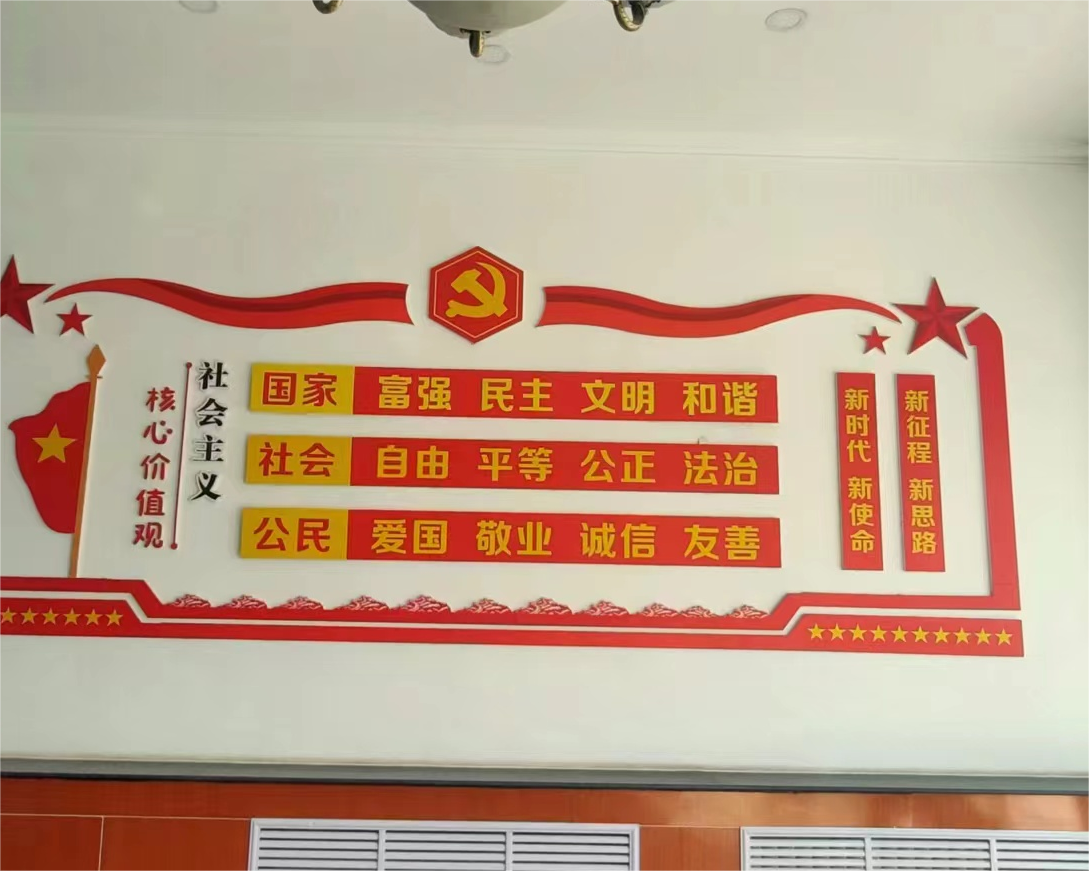 社会主义
核心价值观
国家 富强 民主 文明 和谐
社会 自由 平等 公正 法治
公民 爱国 敬业 诚信 友善
新时代 新使命
新征程 新思路